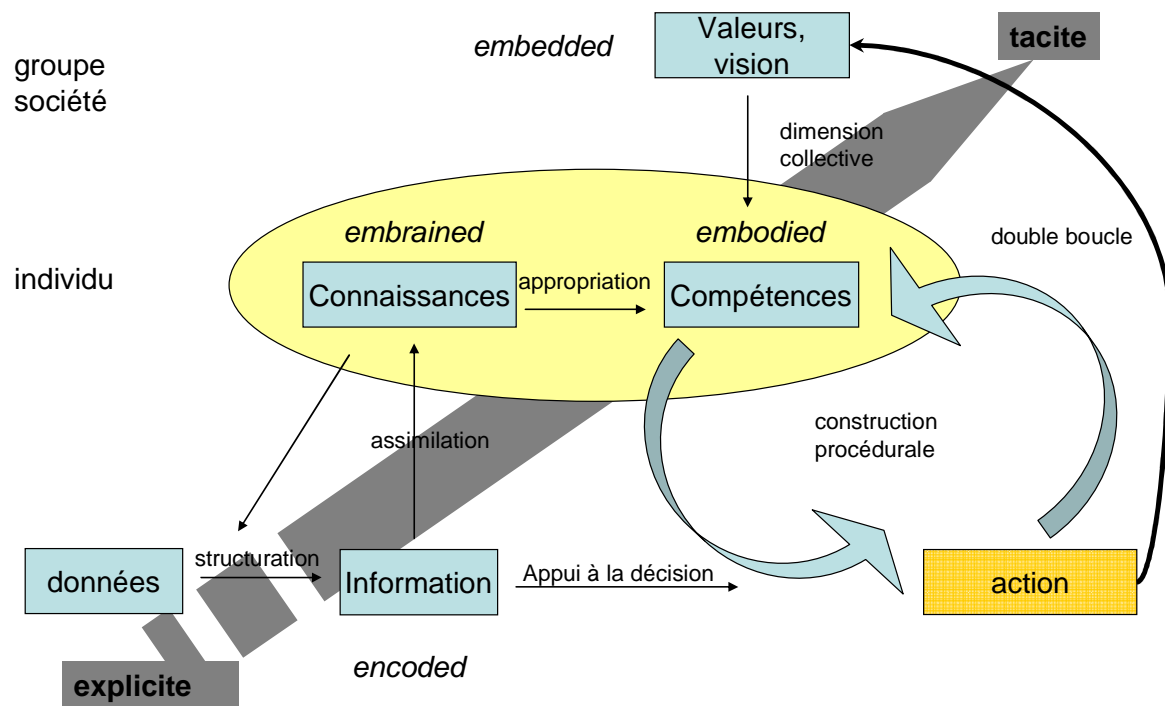 embedded
Valeurs,
vision
tacite
groupe
société
dimension
collective
embrained
embodied
double boucle
individu
Connaissances
appropriation
Compétences
assimilation
construction
procédurale
données
structuration
Information
Appui à la décision
action
encoded
explicite